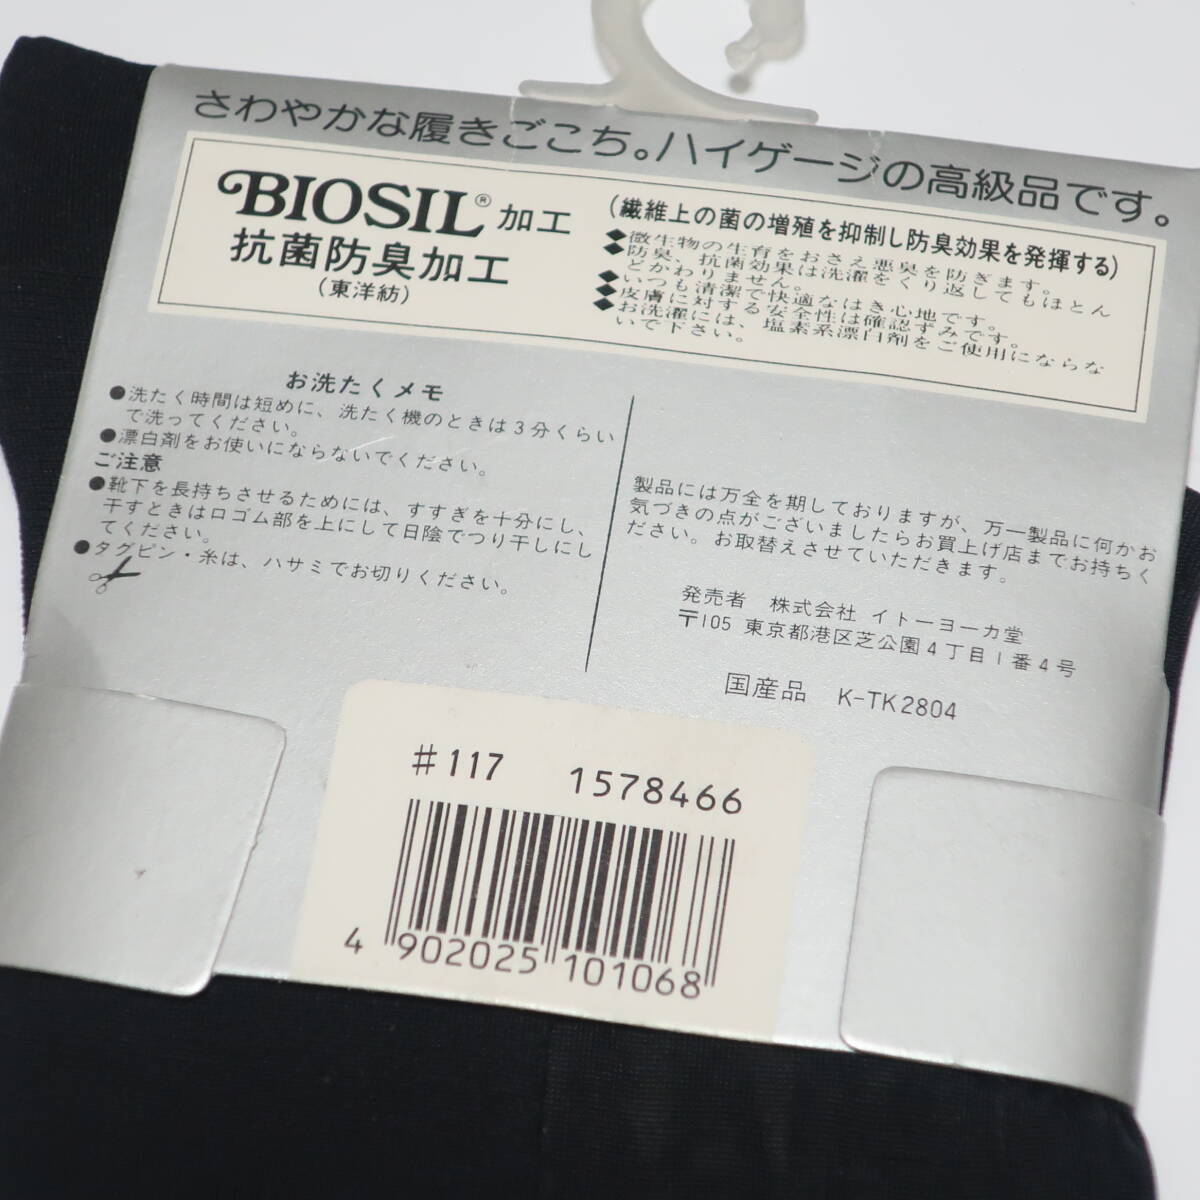 さわやかな履きごこち。ハイゲージの高級品です。
BIOSIL® 加工
抗菌防臭加工
(東洋紡)
(繊維上の菌の増殖を抑制し防臭効果を発揮する)
◆微生物の生育をおさえ悪臭を防ぎます。
◆防臭、抗菌効果は洗濯をくり返してもほとん
どかわりません。
◆いつも清潔で快適なはき心地です。
◆皮膚に対する安全性は確認ずみです。
◆お洗濯には、塩素系漂白剤をご使用にならな
いで下さい。
お洗たくメモ
●洗たく時間は短めに、洗たく機のときは3分くらい
で洗ってください。
●漂白剤をお使いにならないでください。
ご注意
●靴下を長持ちさせるためには、すすぎを十分にし、
干すときは口ゴム部を上にして日陰でつり干しにし
てください。
●タグピン・糸は、ハサミでお切りください。
製品には万全を期しておりますが、万一製品に何かお
気づきの点がございましたらお買上げ店までお持ちく
ださい。お取替えさせていただきます。
発売者 株式会社 イトーヨーカ堂
〒105 東京都港区芝公園4丁目1番4号
国産品 K-TK2804
#117 1578466
4 902025 101068